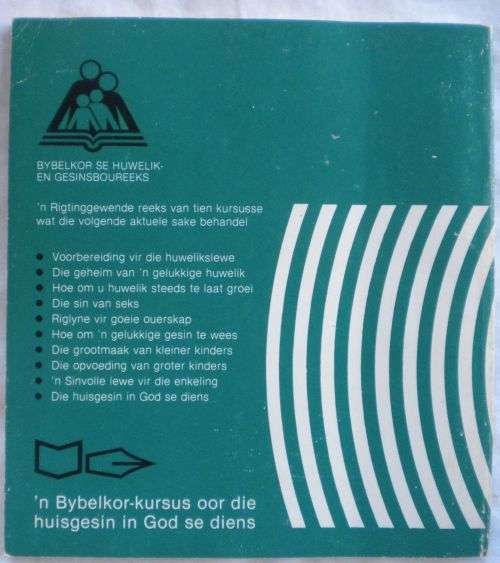 BYBELKOR SE HUWELIK-
EN GESINSBOUREEKS
'n Rigtinggewende reeks van tien kursusse
wat die volgende aktuele sake behandel
• Voorbereiding vir die huwelikslewe
• Die geheim van 'n gelukkige huwelik
• Hoe om u huwelik steeds te laat groei
• Die sin van seks
• Riglyne vir goeie ouerskap
• Hoe om 'n gelukkige gesin te wees
• Die grootmaak van kleiner kinders
• Die opvoeding van groter kinders
• 'n Sinvolle lewe vir die enkeling
• Die huisgesin in God se diens
'n Bybelkor-kursus oor die
huisgesin in God se diens